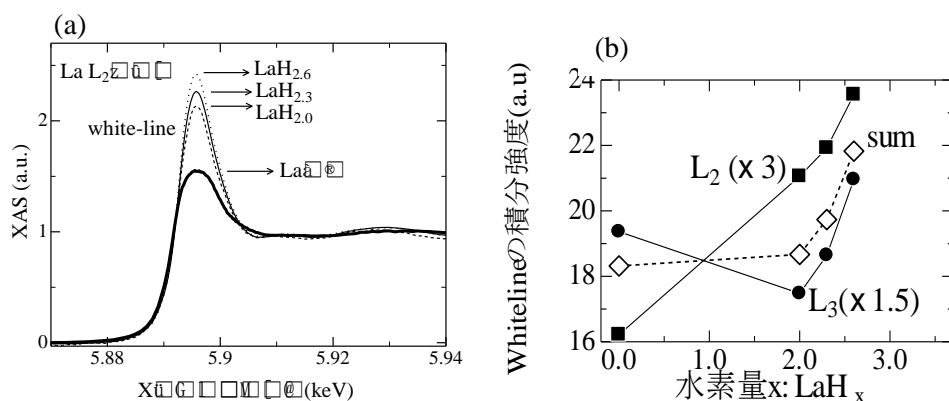 (a)
La L₂
LaH₂.₆
LaH₂.₃
LaH₂.₀
white-line
La
XAS (a.u.)
2
1
0
5.88
5.9
5.92
5.94
X
(keV)
(b)
Whitelineの積分強度(a.u)
24
22
20
18
16
L₂ (x 3)
sum
L₃(x 1.5)
0.0
1.0
2.0
3.0
水素量x: LaHₓ